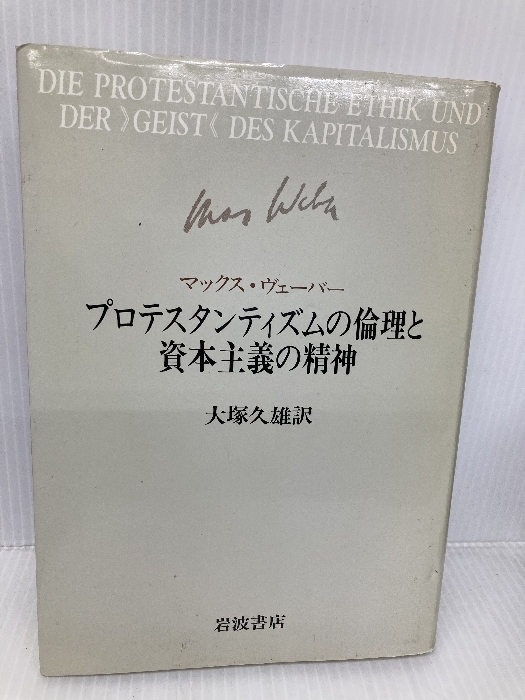 DIE PROTESTANTISCHE ETHIK UND
DER 》GEIST《 DES KAPITALISMUS
Max Weber
マックス・ヴェーバー
プロテスタンティズムの倫理と
資本主義の精神
大塚久雄訳
岩波書店